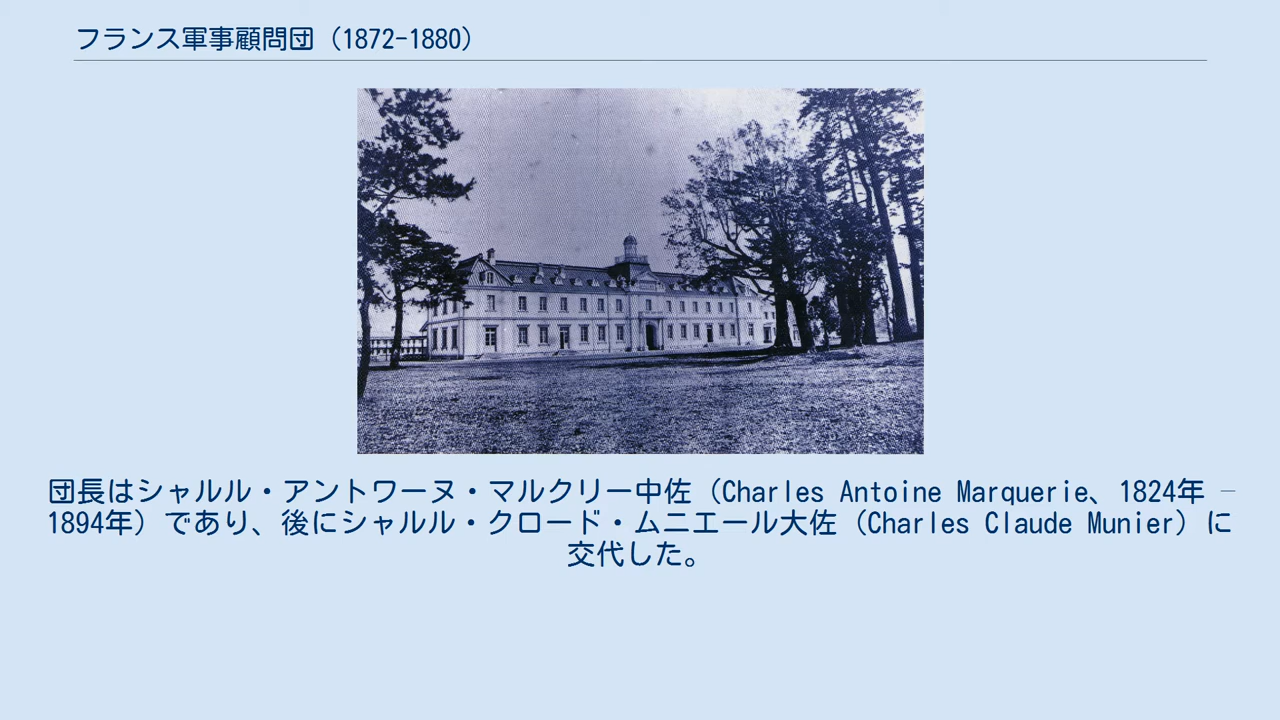 フランス軍事顧問団（1872-1880）
団長はシャルル・アントワーヌ・マルクリー中佐（Charles Antoine Marquerie、1824年 –
1894年）であり、後にシャルル・クロード・ムニエール大佐（Charles Claude Munier）に
交代した。